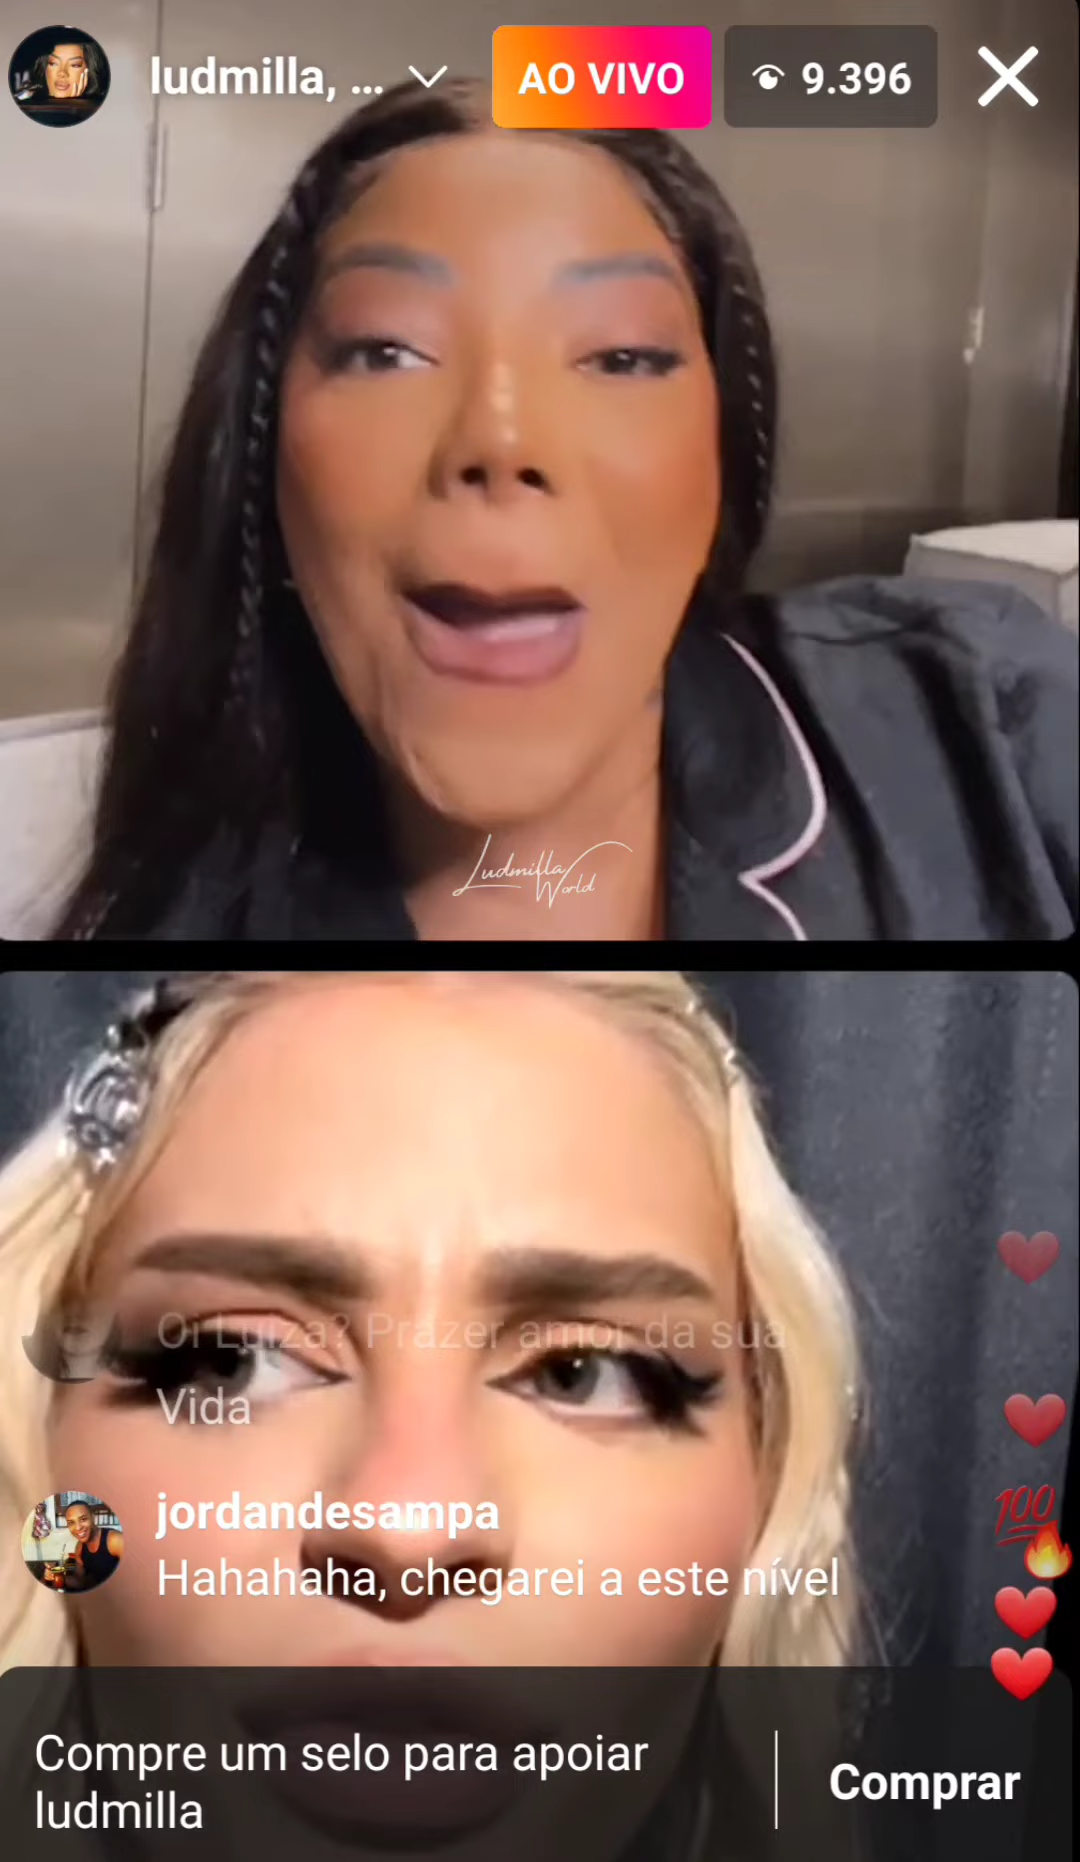 ludmilla, ...
AO VIVO
9.396
Ludmilla
World
Oi Luiza? Prazer amor da sua
Vida
jordandesampa
Hahahaha, chegarei a este nível
100
Compre um selo para apoiar
ludmilla
Comprar